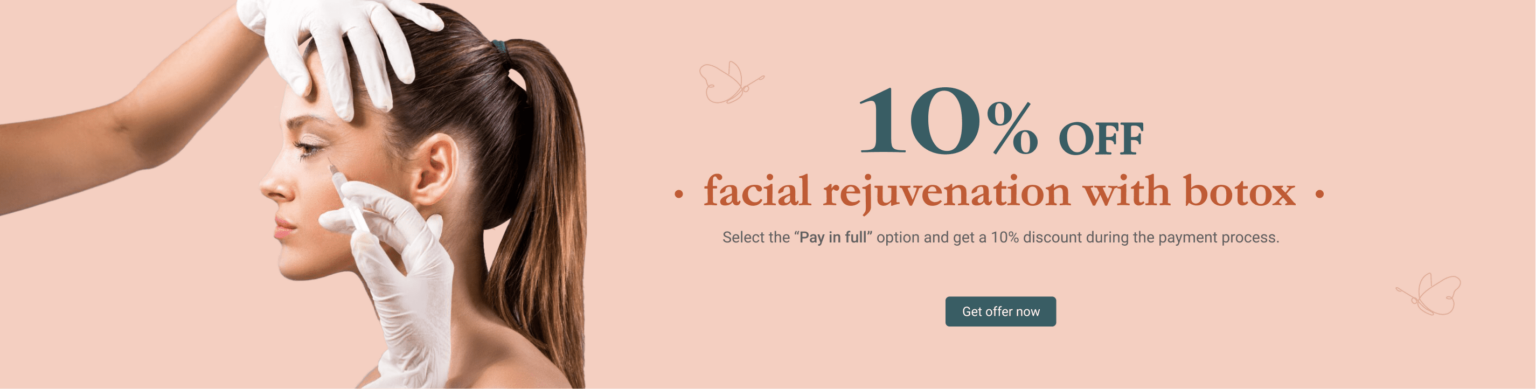 10% OFF
• facial rejuvenation with botox •
Select the “Pay in full” option and get a 10% discount during the payment process.
Get offer now